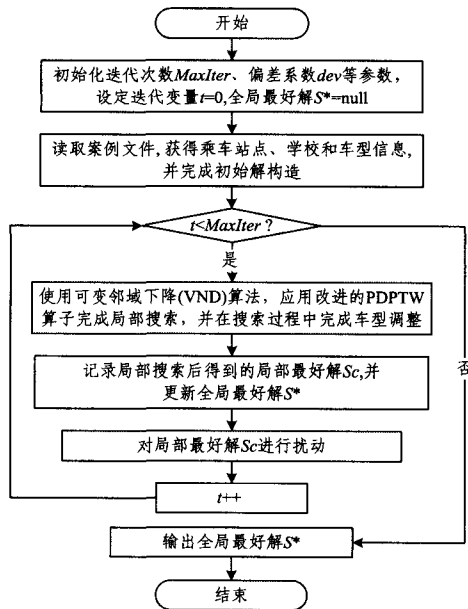 开始
初始化迭代次数MaxIter、偏差系数dev等参数，
设定迭代变量t=0,全局最好解S*=null
读取案例文件,获得乘车站点、学校和车型信息,
并完成初始解构造
t<MaxIter？
是
使用可变邻域下降(VND)算法，应用改进的PDPTW
算子完成局部搜索，并在搜索过程中完成车型调整
否
记录局部搜索后得到的局部最好解Sc,并
更新全局最好解S*
对局部最好解Sc进行扰动
t++
输出全局最好解S*
结束